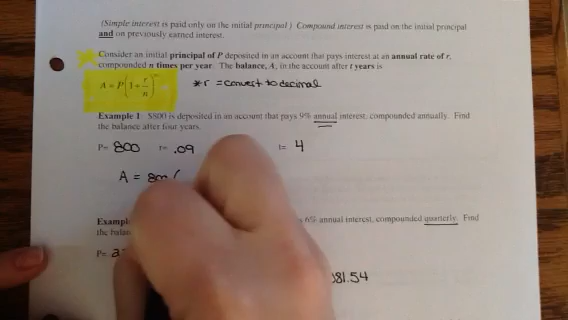 (Simple interest is paid only on the initial principal.) Compound interest is paid on the initial principal
and on previously earned interest.
Consider an initial principal of P deposited in an account that pays interest at an annual rate of r,
compounded n times per year. The balance, A, in the account after t years is
A = P(1+r/n)^nt *r = convert to decimal
Example 1: $800 is deposited in an account that pays 9% annual interest, compounded annually. Find
the balance after four years.
P= 800 r= .09 t= 4
A = 800 (
6% annual interest, compounded quarterly. Find
the
P= 2
81.54